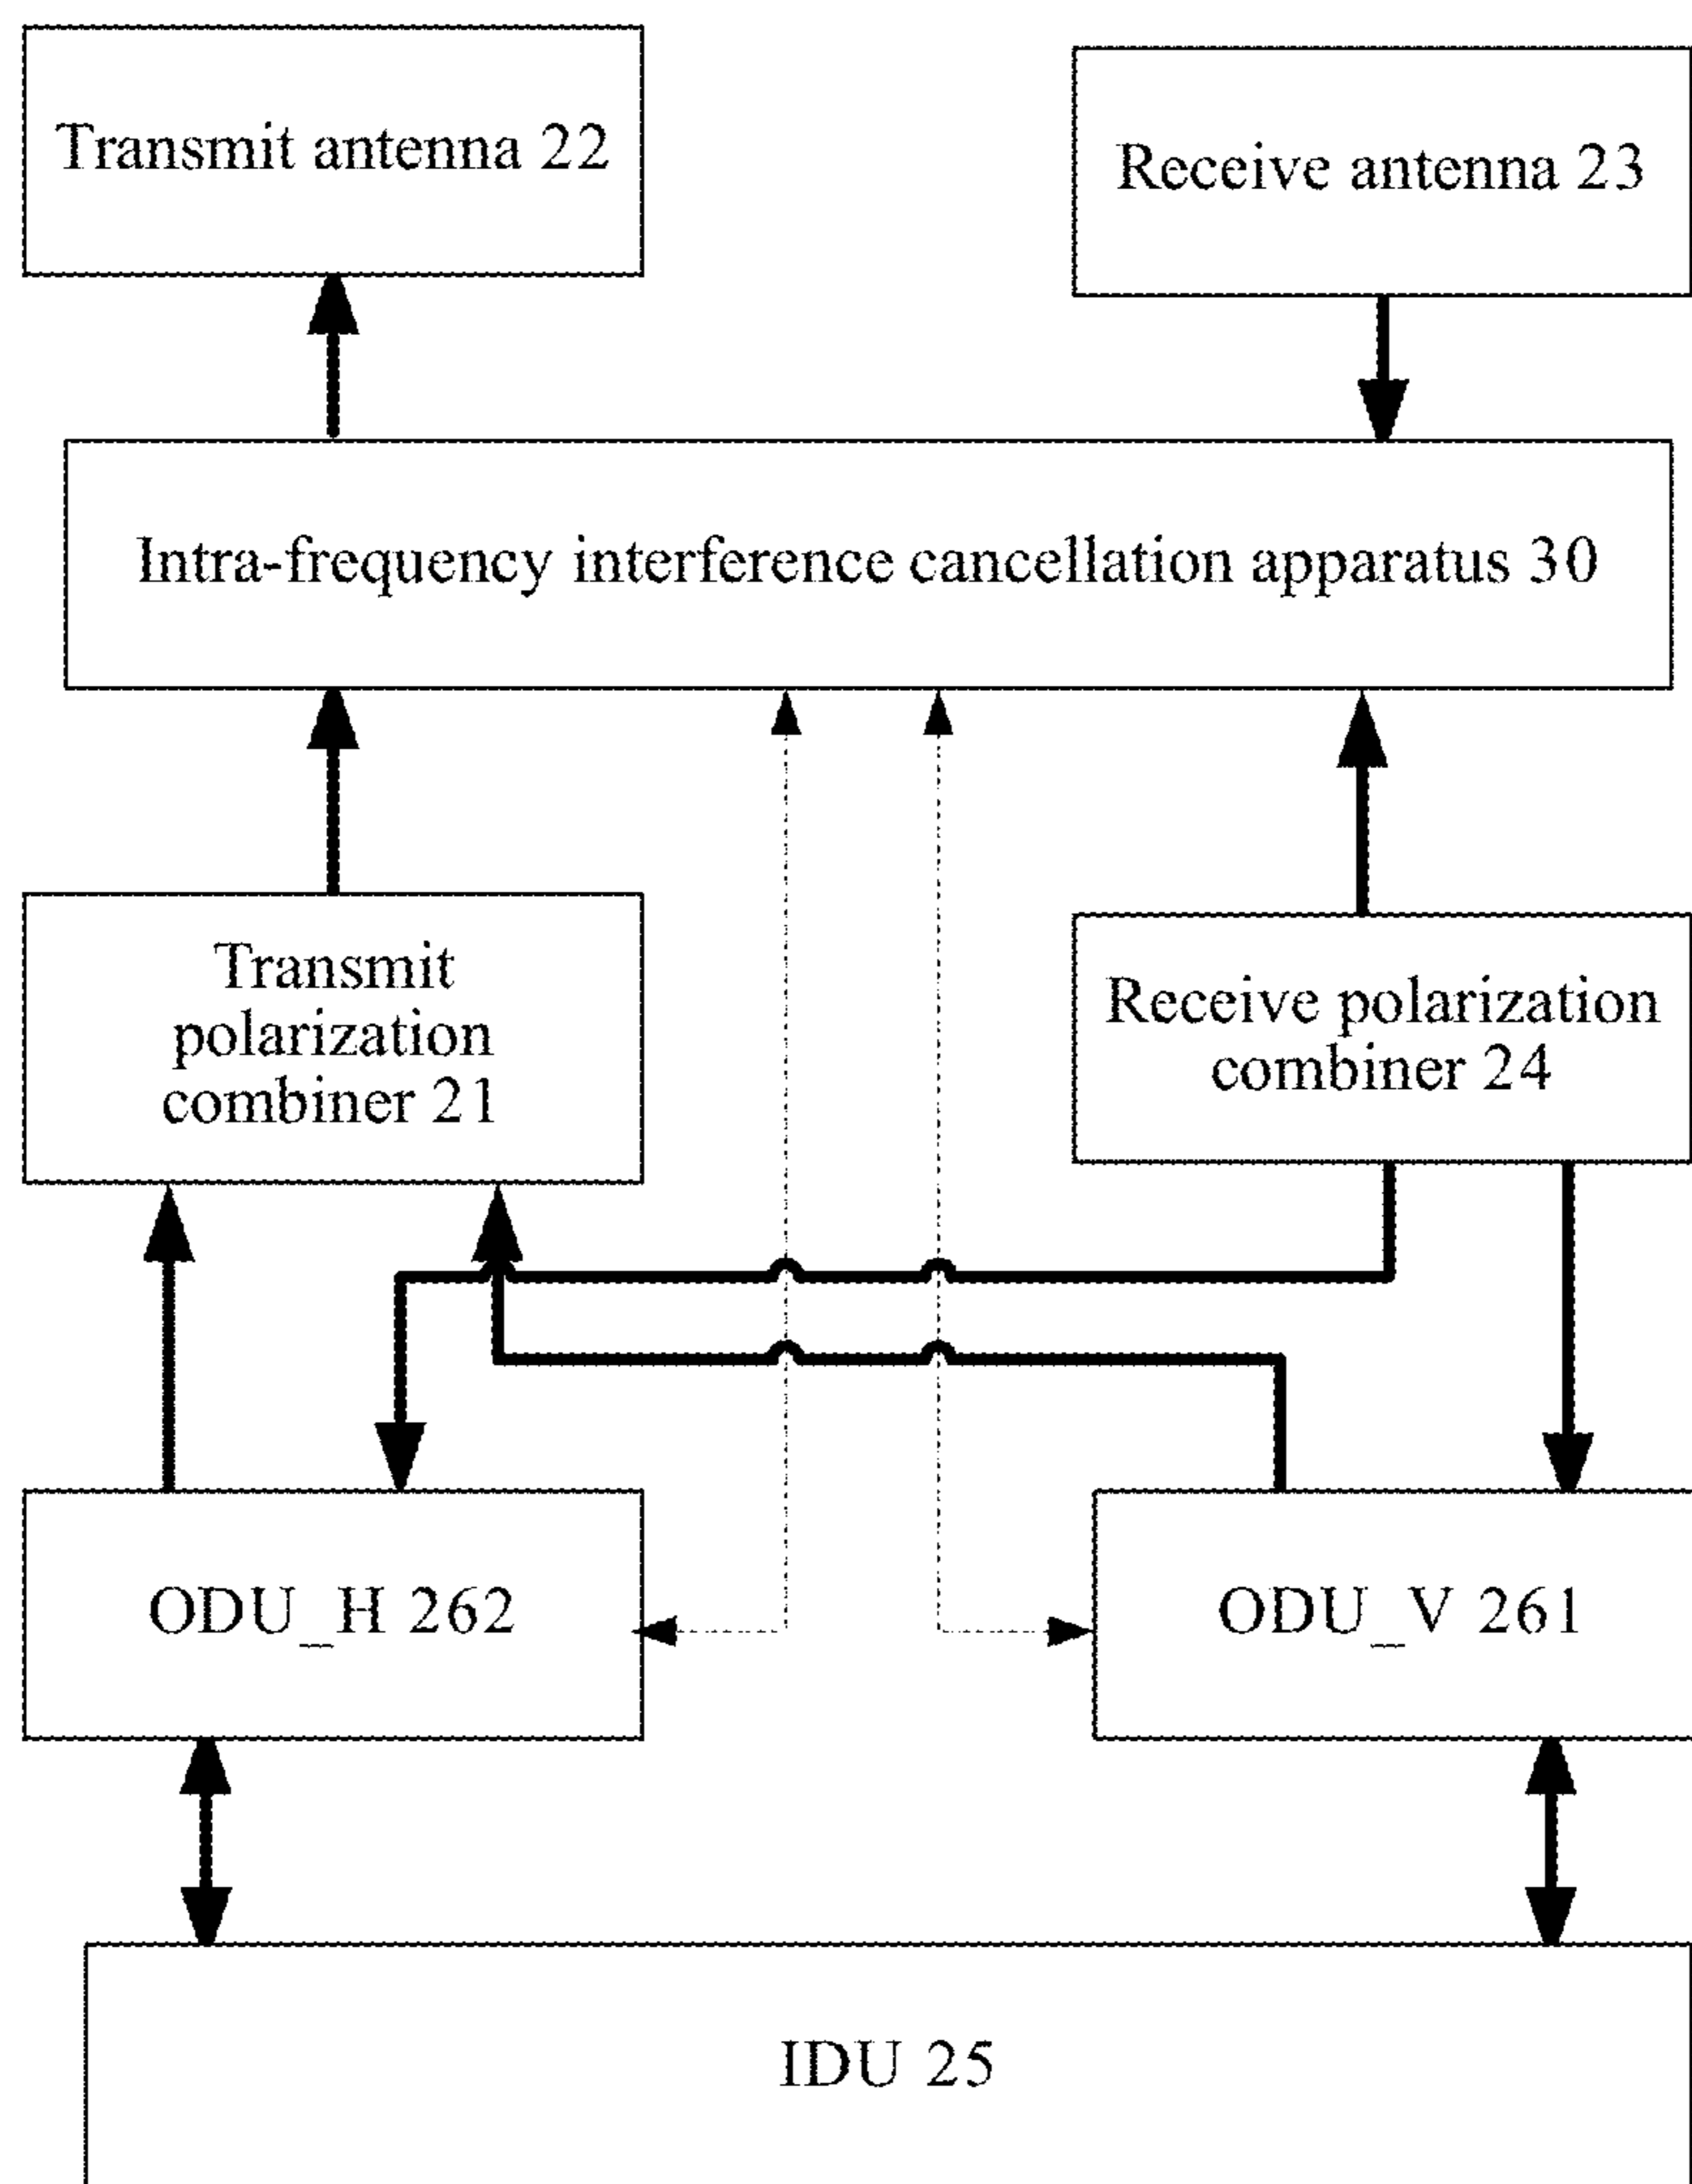 Transmit antenna 22
Receive antenna 23
Intra-frequency interference cancellation apparatus 30
Transmit
polarization
combiner 21
Receive polarization
combiner 24
ODU_H 262
ODU_V 261
IDU 25